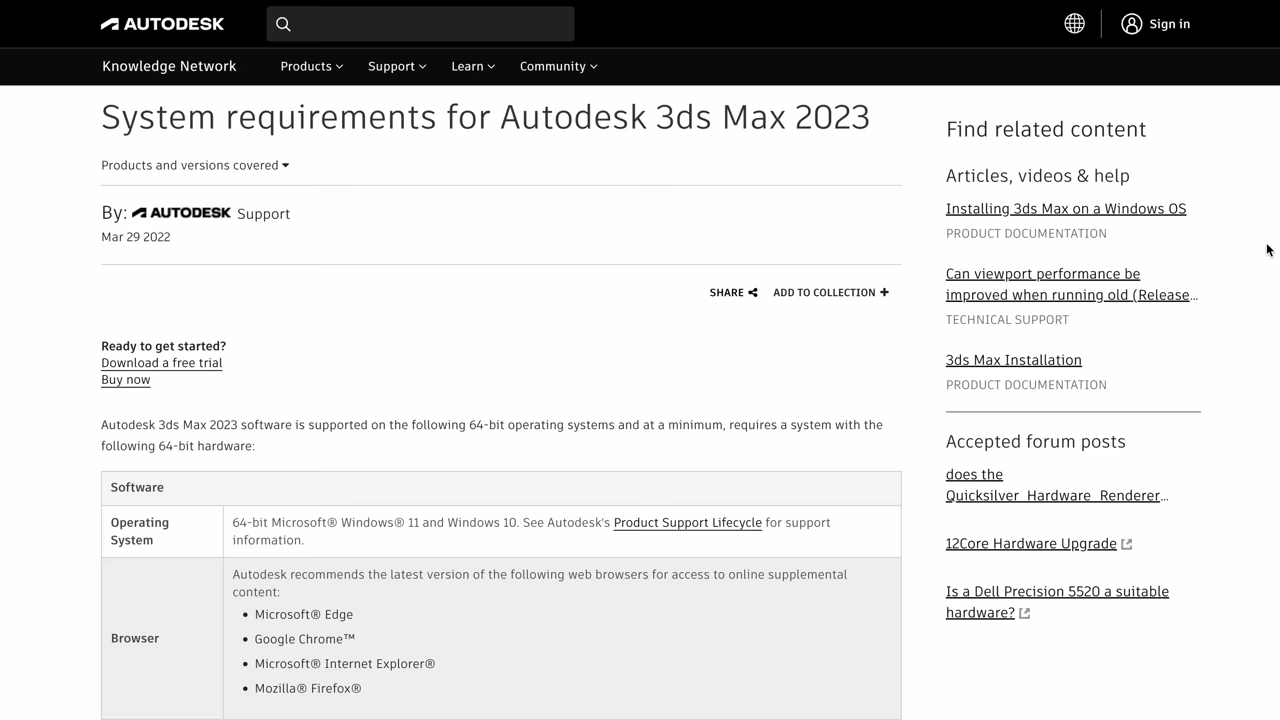 AUTODESK
Sign in
Knowledge Network
Products
Support
Learn
Community
System requirements for Autodesk 3ds Max 2023
Products and versions covered
By: AUTODESK Support
Mar 29 2022
SHARE
ADD TO COLLECTION
Ready to get started?
Download a free trial
Buy now
Autodesk 3ds Max 2023 software is supported on the following 64-bit operating systems and at a minimum, requires a system with the
following 64-bit hardware:
Software
Operating
System
64-bit Microsoft® Windows® 11 and Windows 10. See Autodesk's Product Support Lifecycle for support
information.
Browser
Autodesk recommends the latest version of the following web browsers for access to online supplemental
content:
• Microsoft® Edge
• Google Chrome™
• Microsoft® Internet Explorer®
• Mozilla® Firefox®
Find related content
Articles, videos & help
Installing 3ds Max on a Windows OS
PRODUCT DOCUMENTATION
Can viewport performance be
improved when running old (Release...
TECHNICAL SUPPORT
3ds Max Installation
PRODUCT DOCUMENTATION
Accepted forum posts
does the
Quicksilver_Hardware_Renderer...
12Core Hardware Upgrade
Is a Dell Precision 5520 a suitable
hardware?